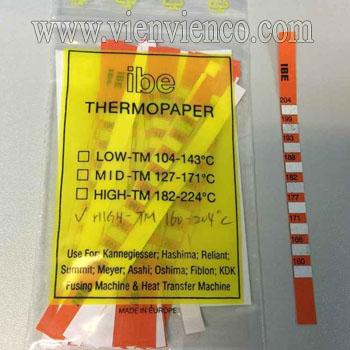 www.vienvienco.com
ibe
THERMOPAPER
LOW-TM 104-143°C
MID-TM 127-171°C
HIGH-TM 182-224°C
✓ HIGH-TM 160-204°C
Use For: Kannegiesser; Hashima; Reliant;
Summit; Meyer; Asahi; Oshima; Fiblon; KDK
Fusing Machine & Heat Transfer Machine
MADE IN EUROPE
IBE
204
199
193
188
182
177
171
166
160